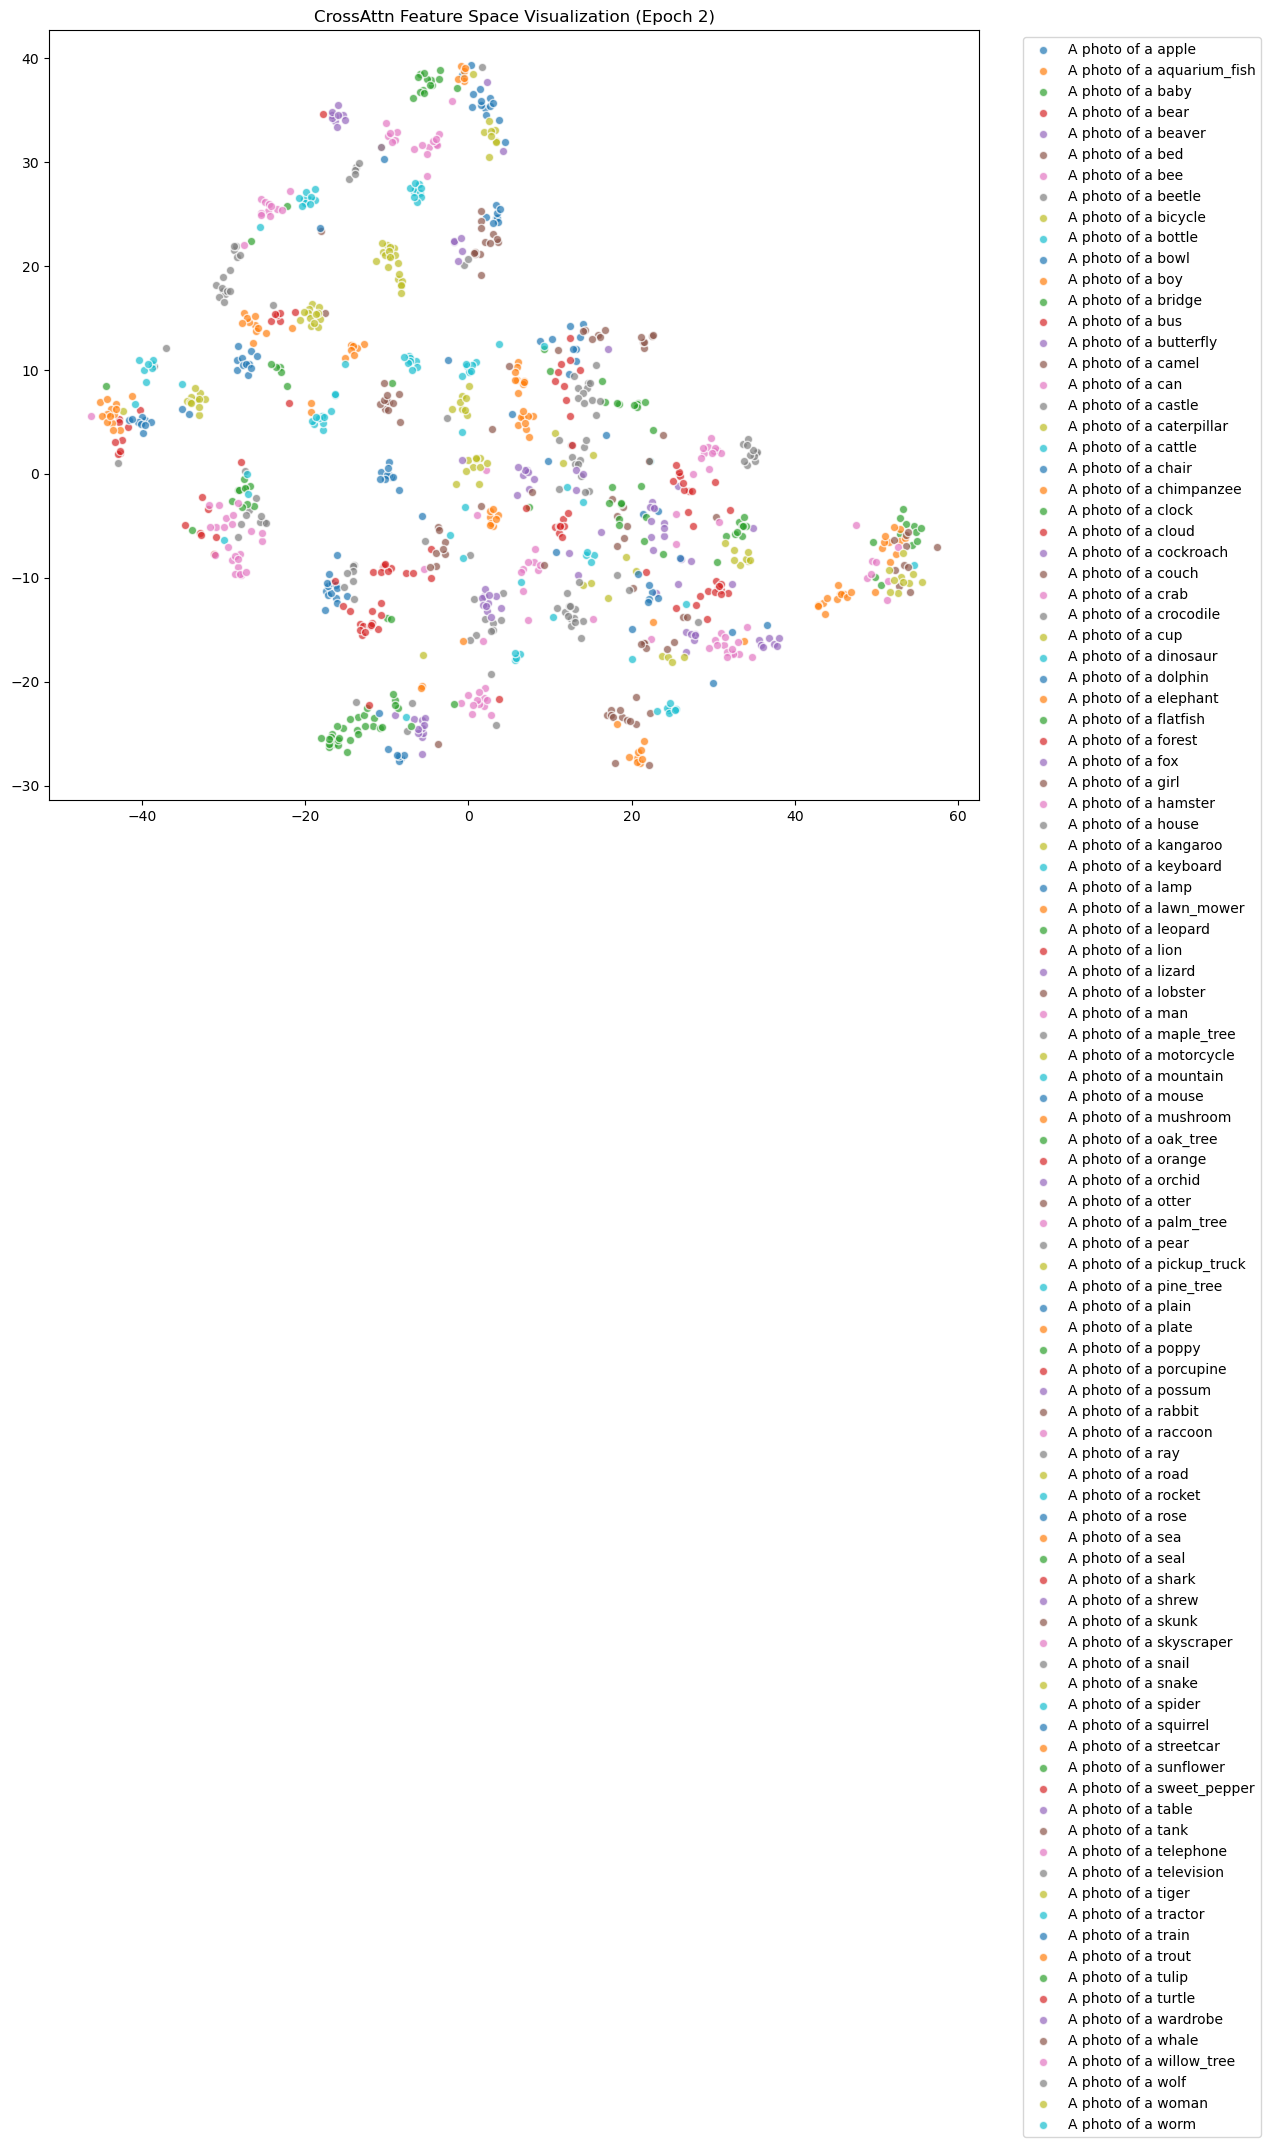 CrossAttn Feature Space Visualization (Epoch 2)
40
30
20
10
0
−10
−20
−30
−40
−20
0
20
40
60
A photo of a apple
A photo of a aquarium_fish
A photo of a baby
A photo of a bear
A photo of a beaver
A photo of a bed
A photo of a bee
A photo of a beetle
A photo of a bicycle
A photo of a bottle
A photo of a bowl
A photo of a boy
A photo of a bridge
A photo of a bus
A photo of a butterfly
A photo of a camel
A photo of a can
A photo of a castle
A photo of a caterpillar
A photo of a cattle
A photo of a chair
A photo of a chimpanzee
A photo of a clock
A photo of a cloud
A photo of a cockroach
A photo of a couch
A photo of a crab
A photo of a crocodile
A photo of a cup
A photo of a dinosaur
A photo of a dolphin
A photo of a elephant
A photo of a flatfish
A photo of a forest
A photo of a fox
A photo of a girl
A photo of a hamster
A photo of a house
A photo of a kangaroo
A photo of a keyboard
A photo of a lamp
A photo of a lawn_mower
A photo of a leopard
A photo of a lion
A photo of a lizard
A photo of a lobster
A photo of a man
A photo of a maple_tree
A photo of a motorcycle
A photo of a mountain
A photo of a mouse
A photo of a mushroom
A photo of a oak_tree
A photo of a orange
A photo of a orchid
A photo of a otter
A photo of a palm_tree
A photo of a pear
A photo of a pickup_truck
A photo of a pine_tree
A photo of a plain
A photo of a plate
A photo of a poppy
A photo of a porcupine
A photo of a possum
A photo of a rabbit
A photo of a raccoon
A photo of a ray
A photo of a road
A photo of a rocket
A photo of a rose
A photo of a sea
A photo of a seal
A photo of a shark
A photo of a shrew
A photo of a skunk
A photo of a skyscraper
A photo of a snail
A photo of a snake
A photo of a spider
A photo of a squirrel
A photo of a streetcar
A photo of a sunflower
A photo of a sweet_pepper
A photo of a table
A photo of a tank
A photo of a telephone
A photo of a television
A photo of a tiger
A photo of a tractor
A photo of a train
A photo of a trout
A photo of a tulip
A photo of a turtle
A photo of a wardrobe
A photo of a whale
A photo of a willow_tree
A photo of a wolf
A photo of a woman
A photo of a worm